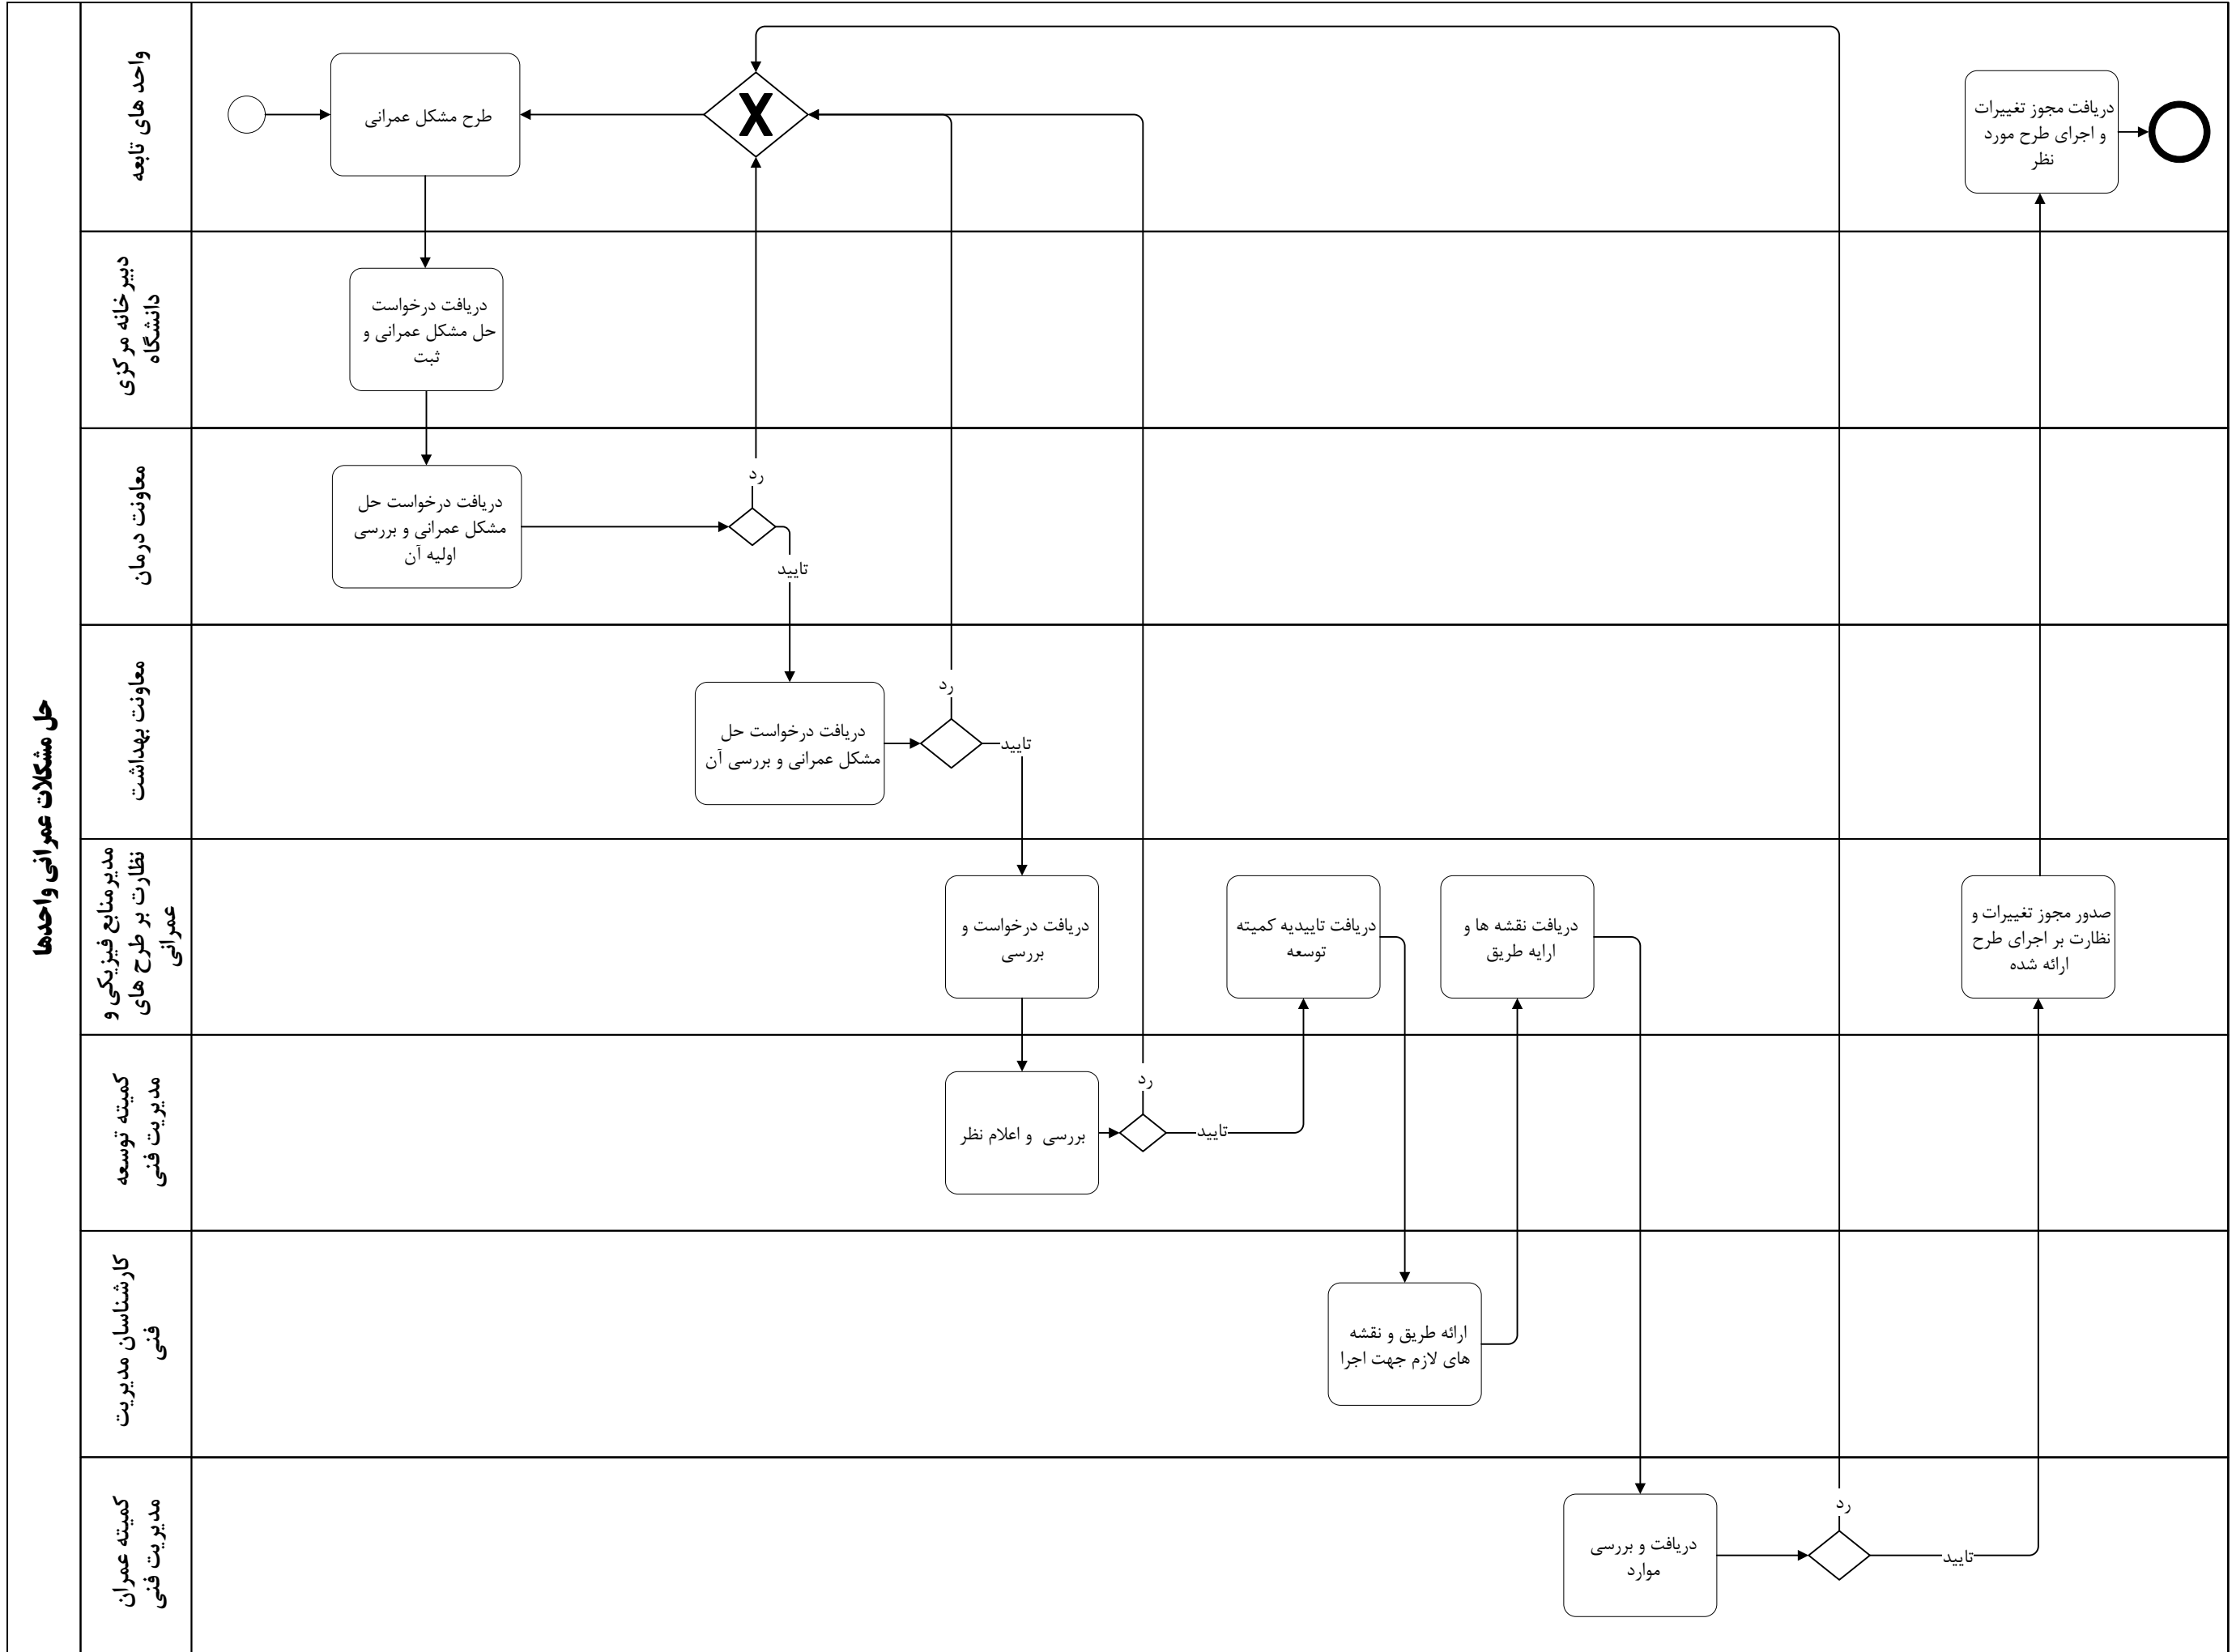 حل مشکلات عمرانی واحدها
واحد های تابعه
طرح مشکل عمرانی
X
دریافت مجوز تغییرات
و اجرای طرح مورد
نظر
دبیرخانه مرکزی
دانشگاه
دریافت درخواست
حل مشکل عمرانی و
ثبت
معاونت درمان
دریافت درخواست حل
مشکل عمرانی و بررسی
اولیه آن
رد
تایید
معاونت بهداشت
دریافت درخواست حل
مشکل عمرانی و بررسی آن
رد
تایید
مدیرمنابع فیزیکی و
نظارت بر طرح های
عمرانی
دریافت درخواست و
بررسی
دریافت تاییدیه کمیته
توسعه
دریافت نقشه ها و
ارایه طریق
صدور مجوز تغییرات و
نظارت بر اجرای طرح
ارائه شده
کمیته توسعه
مدیریت فنی
بررسی و اعلام نظر
رد
تایید
کارشناسان مدیریت
فنی
ارائه طریق و نقشه
های لازم جهت اجرا
کمیته عمران
مدیریت فنی
دریافت و بررسی
موارد
رد
تایید